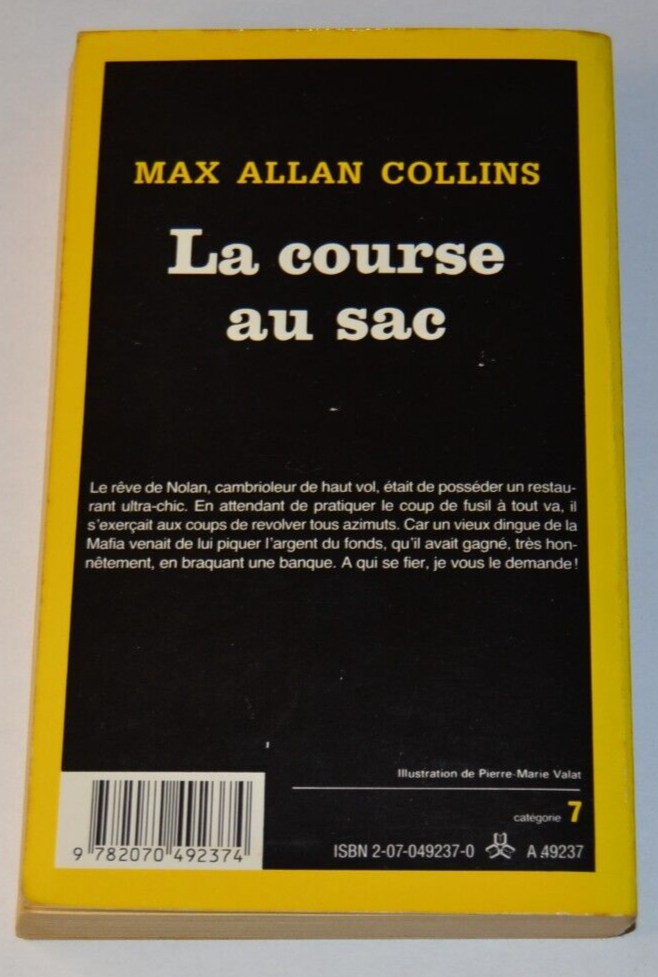 MAX ALLAN COLLINS
La course
au sac
Le rêve de Nolan, cambrioleur de haut vol, était de posséder un restau-
rant ultra-chic. En attendant de pratiquer le coup de fusil à tout va, il
s'exerçait aux coups de revolver tous azimuts. Car un vieux dingue de la
Mafia venait de lui piquer l'argent du fonds, qu'il avait gagné, très hon-
nêtement, en braquant une banque. A qui se fier, je vous le demande!
Illustration de Pierre-Marie Valat
catégorie 7
9 782070 492374
ISBN 2-07-049237-0 A 49237